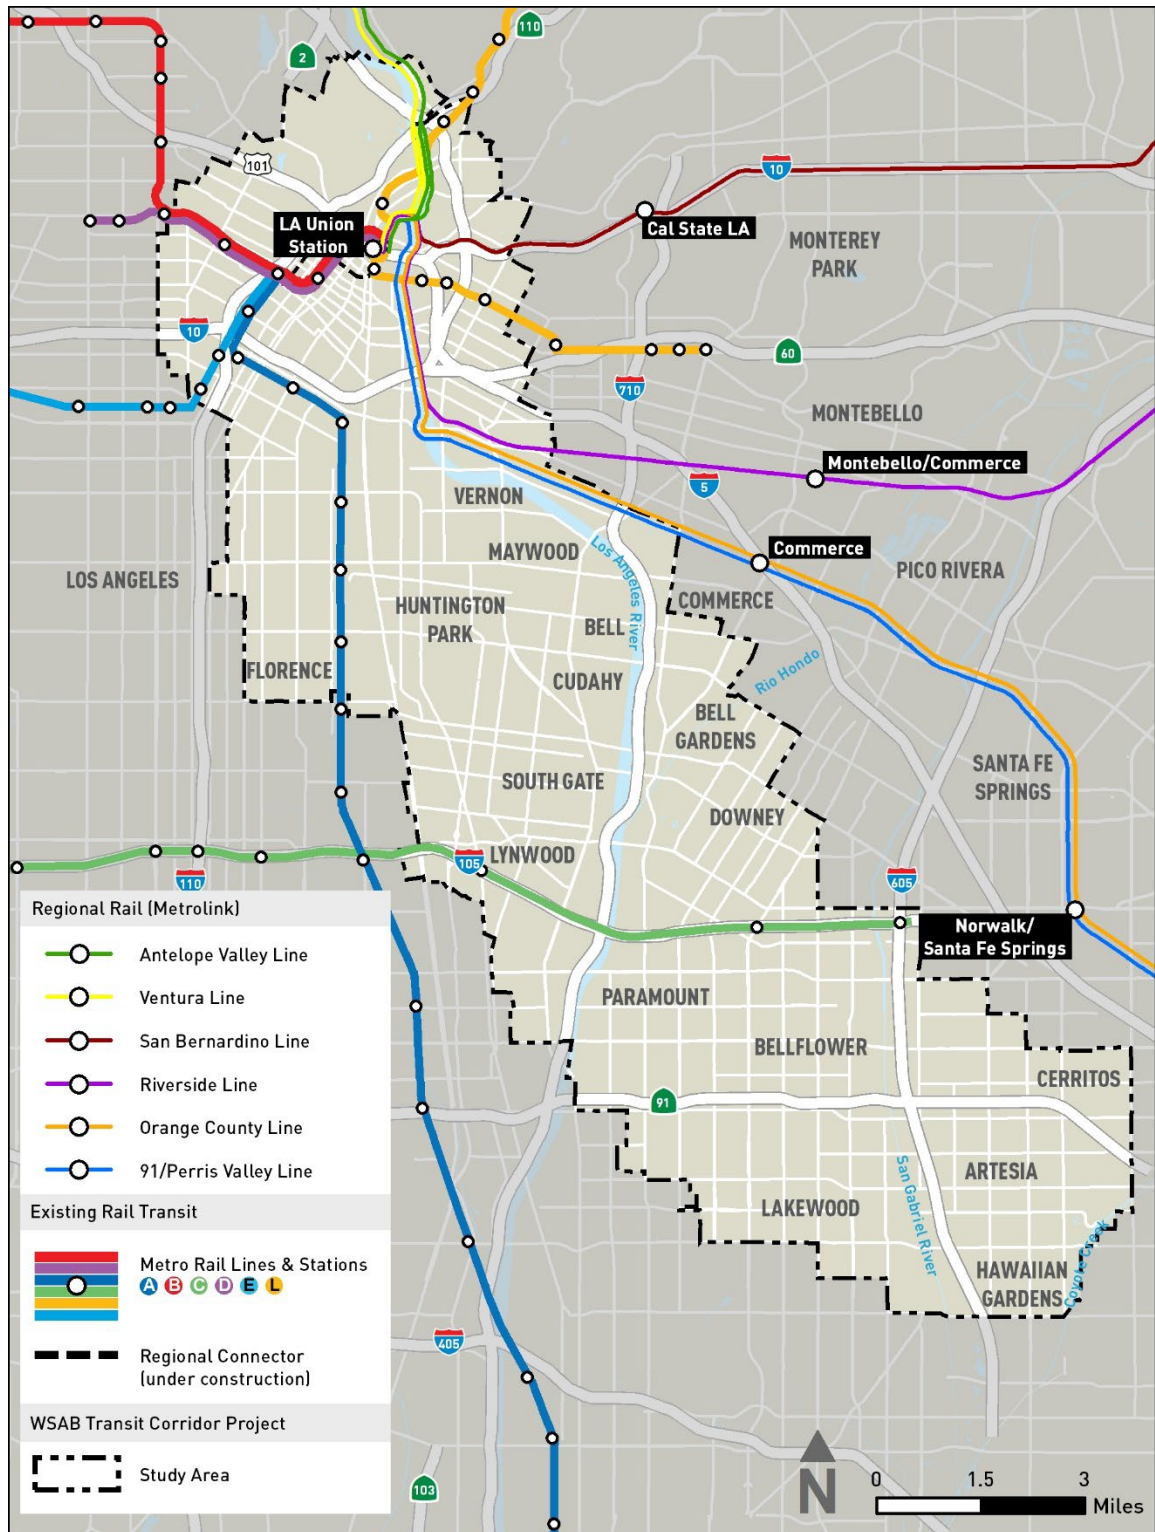 110
2
101
10
LA Union
Station
Cal State LA
MONTEREY
PARK
10
60
710
MONTEBELLO
Montebello/Commerce
5
VERNON
MAYWOOD
Los Angeles River
Commerce
LOS ANGELES
PICO RIVERA
HUNTINGTON
PARK
COMMERCE
BELL
FLORENCE
CUDAHY
Rio Hondo
BELL
GARDENS
SANTA FE
SPRINGS
SOUTH GATE
DOWNEY
LYNWOOD
105
110
605
Norwalk/
Santa Fe Springs
PARAMOUNT
BELLFLOWER
CERRITOS
91
ARTESIA
San Gabriel River
LAKEWOOD
HAWAIIAN
GARDENS
Coyote Creek
405
103
Regional Rail (Metrolink)
Antelope Valley Line
Ventura Line
San Bernardino Line
Riverside Line
Orange County Line
91/Perris Valley Line
Existing Rail Transit
Metro Rail Lines & Stations
A B C D E L
Regional Connector
(under construction)
WSAB Transit Corridor Project
Study Area
N
0 1.5 3
Miles